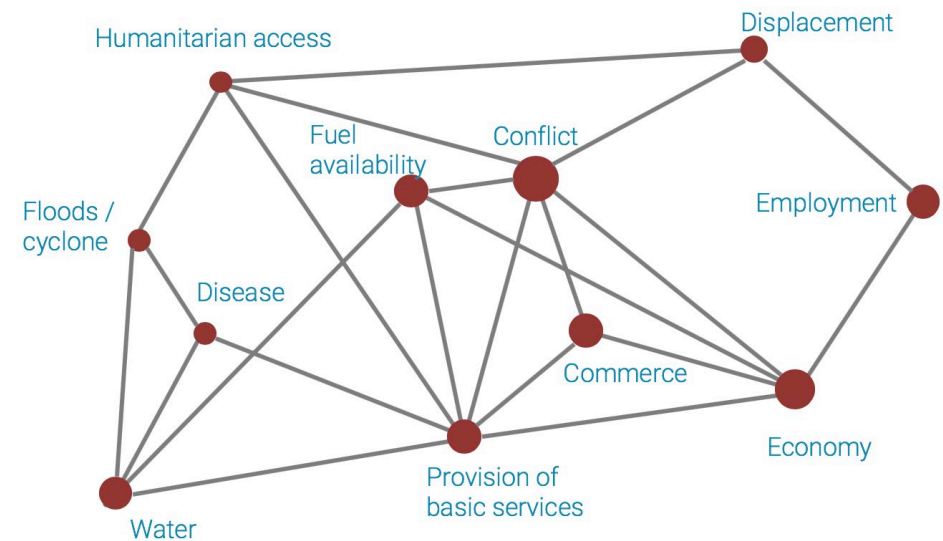 Displacement
Humanitarian access
Fuel
availability
Conflict
Employment
Floods /
cyclone
Disease
Commerce
Economy
Provision of
basic services
Water